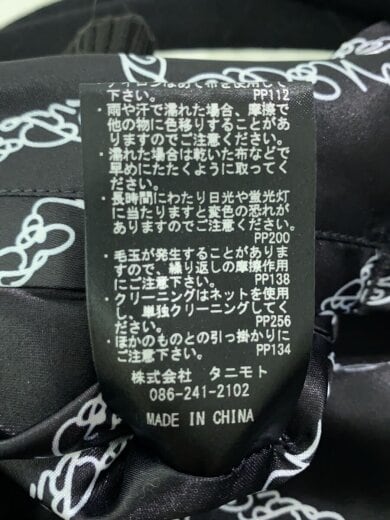 下さい。 PP112
・雨や汗で濡れた場合、摩擦で
他の物に色移りすることがあ
りますのでご注意ください。
・濡れた場合は乾いた布などで
早めにたたくように取ってく
ださい。
・長時間にわたり日光や蛍光灯
に当たりますと変色の恐れが
ありますのでご注意ください
PP200
・毛玉が発生することがありま
すので、繰り返しの摩擦作用
にご注意下さい。 PP138
・クリーニングはネットを使用
し、単独クリーニングしてく
ださい。 PP256
・ほかのものとの引っ掛かりに
ご注意下さい。 PP134
株式会社 タニモト
086-241-2102
MADE IN CHINA